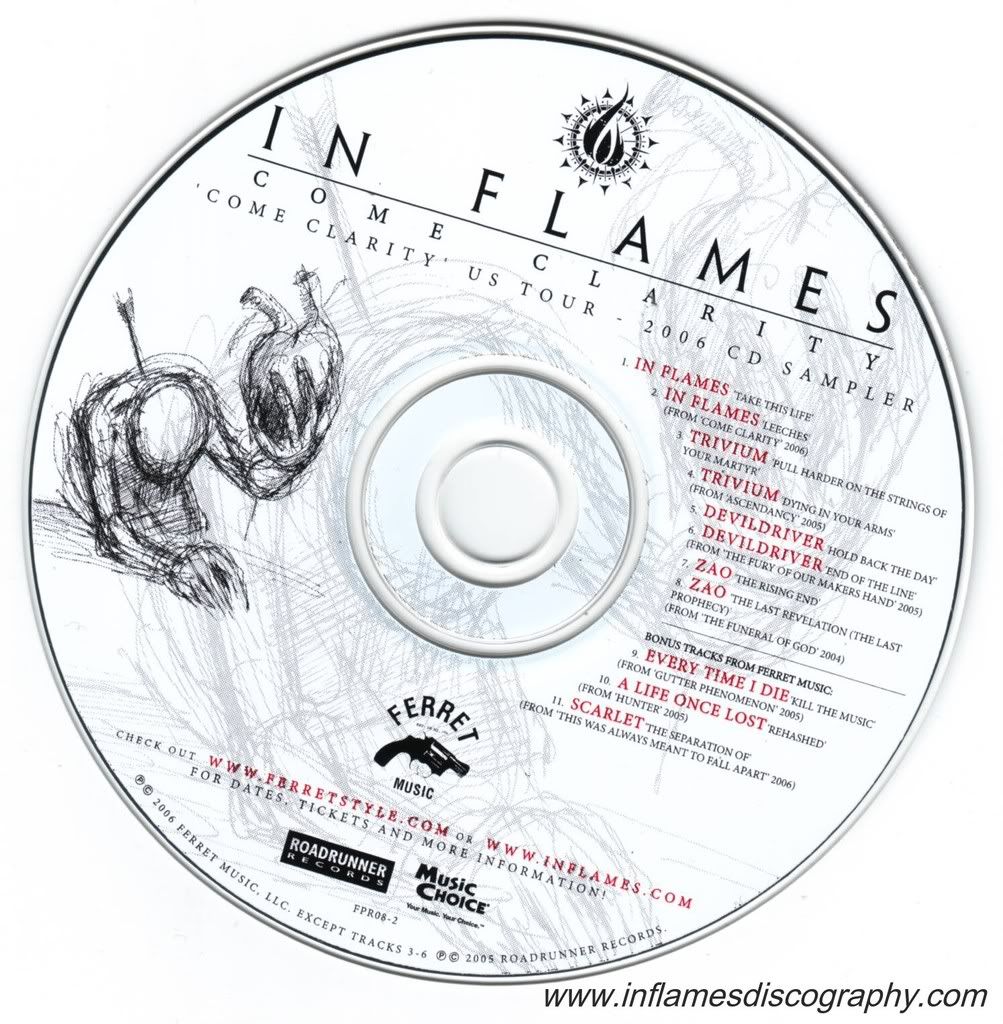 IN FLAMES
COME CLARITY
'COME CLARITY' US TOUR - 2006 CD SAMPLER
1. IN FLAMES 'TAKE THIS LIFE'
2. IN FLAMES 'LEECHES'
(FROM 'COME CLARITY' 2006)
3. TRIVIUM 'PULL HARDER ON THE STRINGS OF
YOUR MARTYR'
4. TRIVIUM 'DYING IN YOUR ARMS'
(FROM 'ASCENDANCY' 2005)
5. DEVILDRIVER 'HOLD BACK THE DAY'
6. DEVILDRIVER 'END OF THE LINE'
(FROM 'THE FURY OF OUR MAKERS HAND' 2005)
7. ZAO 'THE RISING END'
8. ZAO 'THE LAST REVELATION (THE LAST
PROPHECY)'
(FROM 'THE FUNERAL OF GOD' 2004)
BONUS TRACKS FROM FERRET MUSIC:
9. EVERY TIME I DIE 'KILL THE MUSIC'
(FROM 'GUTTER PHENOMENON' 2005)
10. A LIFE ONCE LOST 'REHASHED'
(FROM 'HUNTER' 2005)
11. SCARLET 'THE SEPARATION OF'
(FROM 'THIS WAS ALWAYS MEANT TO FALL APART' 2006)
FERRET
MUSIC
CHECK OUT WWW.FERRETSTYLE.COM OR WWW.INFLAMES.COM
FOR DATES, TICKETS AND MORE INFORMATION!
ROADRUNNER
RECORDS
MUSIC
CHOICE
Your Music. Your Choice.™
FPR08-2
℗© 2006 FERRET MUSIC, LLC. EXCEPT TRACKS 3-6 ℗© 2005 ROADRUNNER RECORDS.
www.inflamesdiscography.com